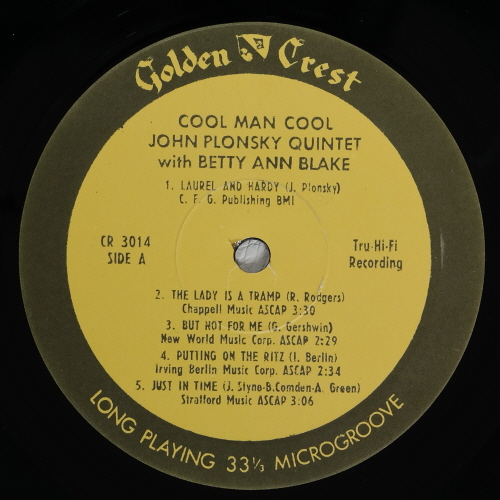 Golden Crest
COOL MAN COOL
JOHN PLONSKY QUINTET
with BETTY ANN BLAKE
1. LAUREL AND HARDY (J. Plonsky)
C. F. G. Publishing BMI
CR 3014
SIDE A
Tru-Hi-Fi
Recording
2. THE LADY IS A TRAMP (R. Rodgers)
Chappell Music ASCAP 3:30
3. BUT NOT FOR ME (G. Gershwin)
New World Music Corp. ASCAP 2:29
4. PUTTING ON THE RITZ (I. Berlin)
Irving Berlin Music Corp. ASCAP 2:34
5. JUST IN TIME (J. Styne-B.Comden-A. Green)
Stratford Music ASCAP 3:06
LONG PLAYING 33⅓ MICROGROOVE